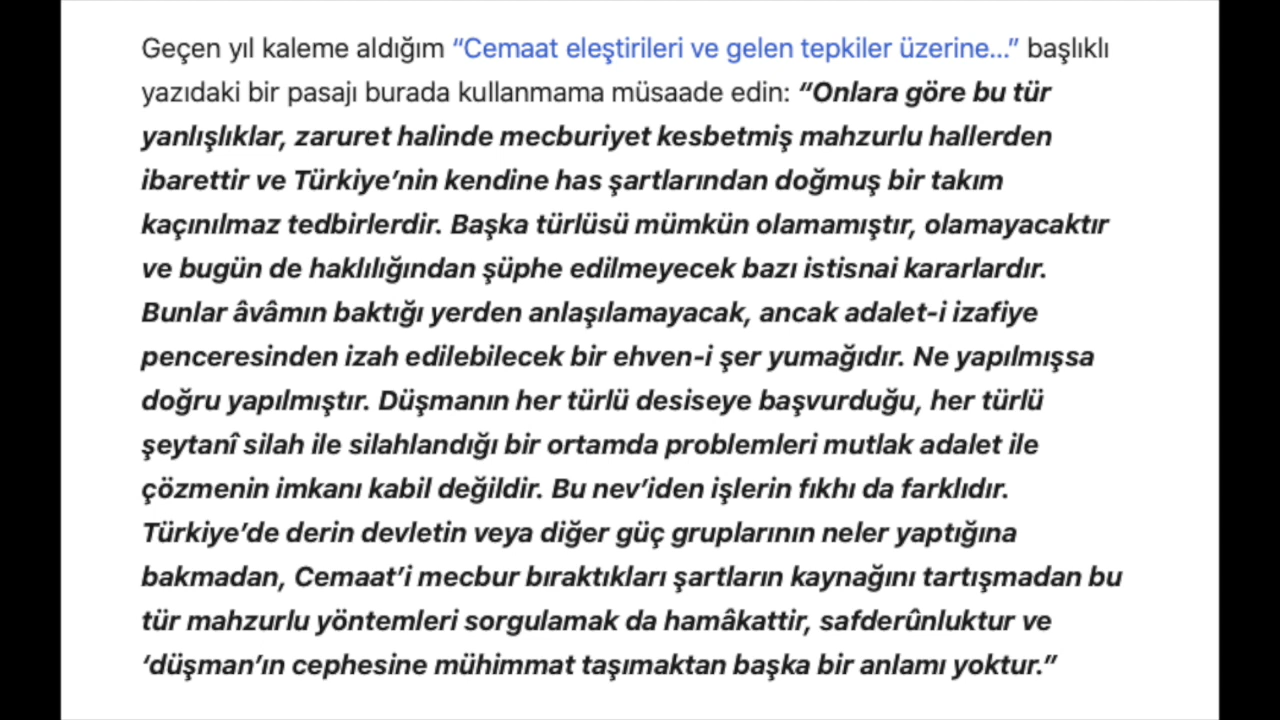 Geçen yıl kaleme aldığım “Cemaat eleştirileri ve gelen tepkiler üzerine...” başlıklı
yazıdaki bir pasajı burada kullanmama müsaade edin: “Onlara göre bu tür
yanlışlıklar, zaruret halinde mecburiyet kesbetmiş mahzurlu hallerden
ibarettir ve Türkiye’nin kendine has şartlarından doğmuş bir takım
kaçınılmaz tedbirlerdir. Başka türlüsü mümkün olamamıştır, olamayacaktır
ve bugün de haklılığından şüphe edilmeyecek bazı istisnai kararlardır.
Bunlar âvâmın baktığı yerden anlaşılamayacak, ancak adalet-i izafiye
penceresinden izah edilebilecek bir ehven-i şer yumağıdır. Ne yapılmışsa
doğru yapılmıştır. Düşmanın her türlü desiseye başvurduğu, her türlü
şeytanî silah ile silahlandığı bir ortamda problemleri mutlak adalet ile
çözmenin imkanı kabil değildir. Bu nev’iden işlerin fıkhı da farklıdır.
Türkiye’de derin devletin veya diğer güç gruplarının neler yaptığına
bakmadan, Cemaat’i mecbur bıraktıkları şartların kaynağını tartışmadan bu
tür mahzurlu yöntemleri sorgulamak da hamâkattir, safderûnluktur ve
‘düşman’ın cephesine mühimmat taşımaktan başka bir anlamı yoktur.”